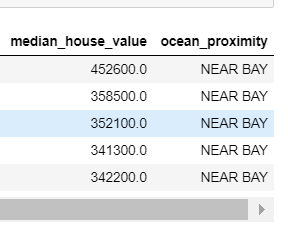 median_house_value ocean_proximity
452600.0 NEAR BAY
358500.0 NEAR BAY
352100.0 NEAR BAY
341300.0 NEAR BAY
342200.0 NEAR BAY